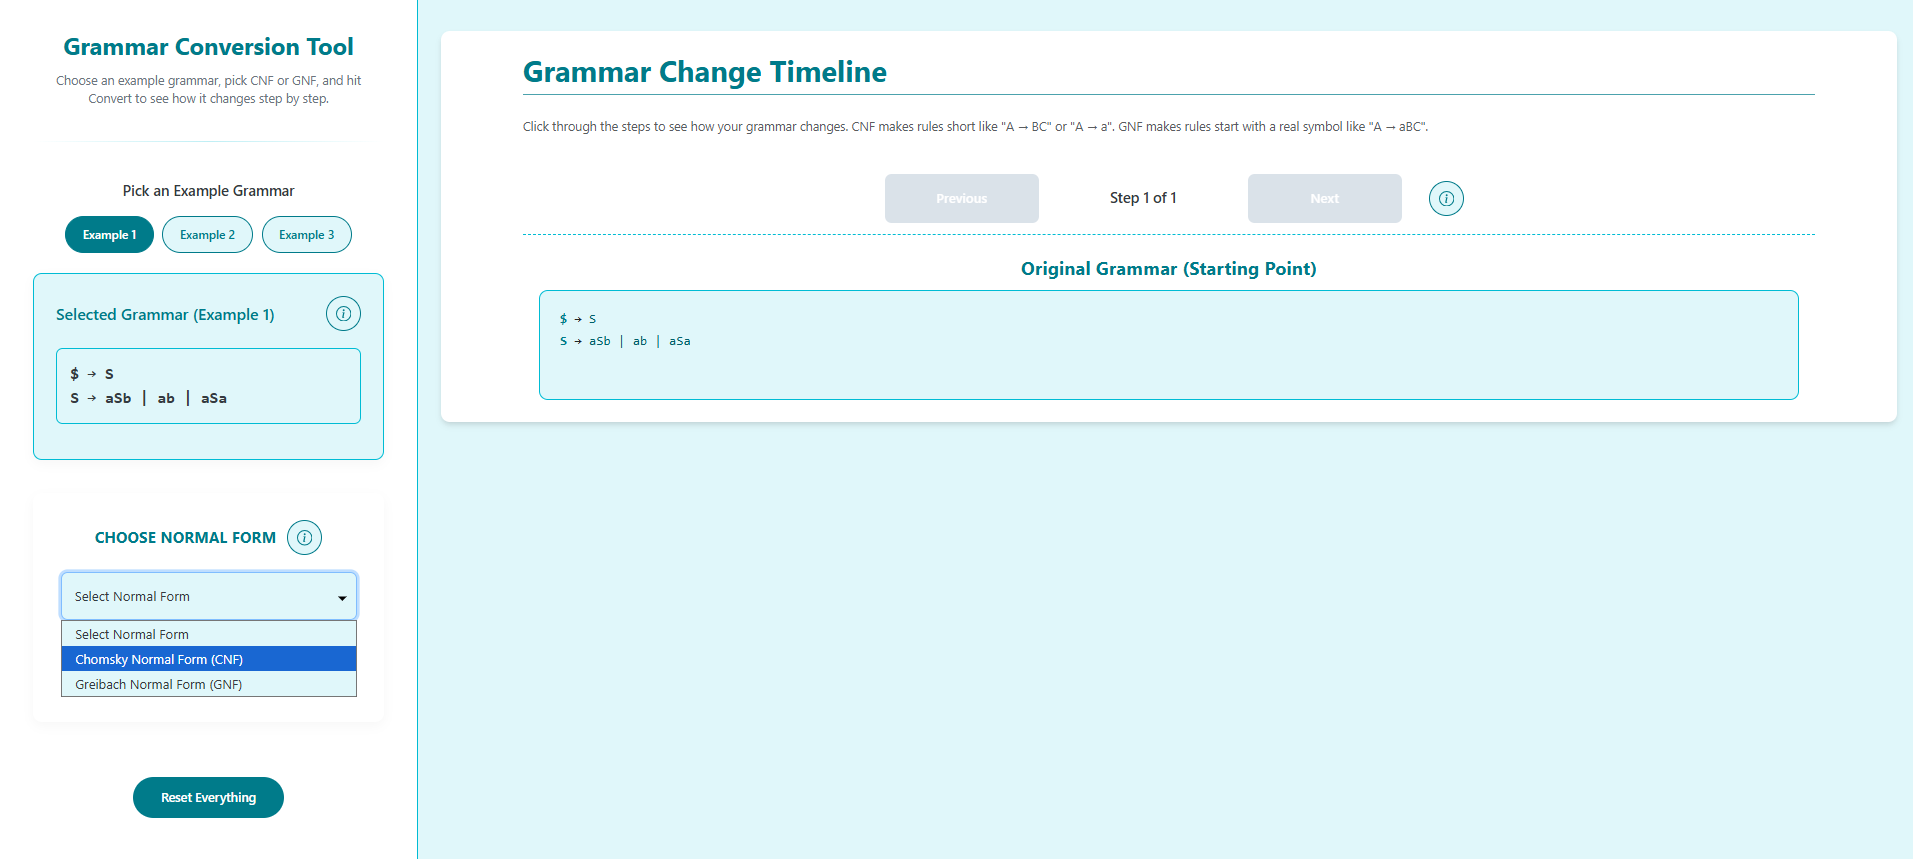 Grammar Conversion Tool
Choose an example grammar, pick CNF or GNF, and hit
Convert to see how it changes step by step.
Pick an Example Grammar
Example 1
Example 2
Example 3
Selected Grammar (Example 1)
$ → S
S → aSb | ab | aSa
CHOOSE NORMAL FORM
Select Normal Form
Select Normal Form
Chomsky Normal Form (CNF)
Greibach Normal Form (GNF)
Reset Everything
Grammar Change Timeline
Click through the steps to see how your grammar changes. CNF makes rules short like "A → BC" or "A → a". GNF makes rules start with a real symbol like "A → aBC".
Previous
Step 1 of 1
Next
Original Grammar (Starting Point)
$ → S
S → aSb | ab | aSa